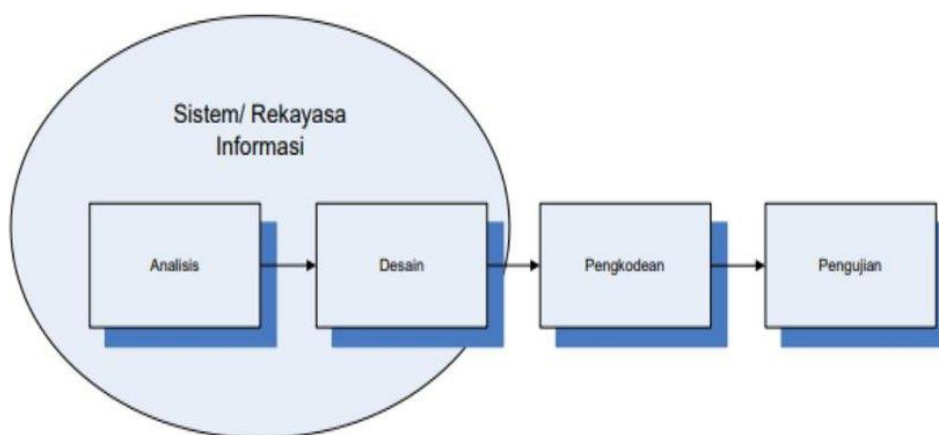 Sistem/ Rekayasa
Informasi
Analisis
Desain
Pengkodean
Pengujian